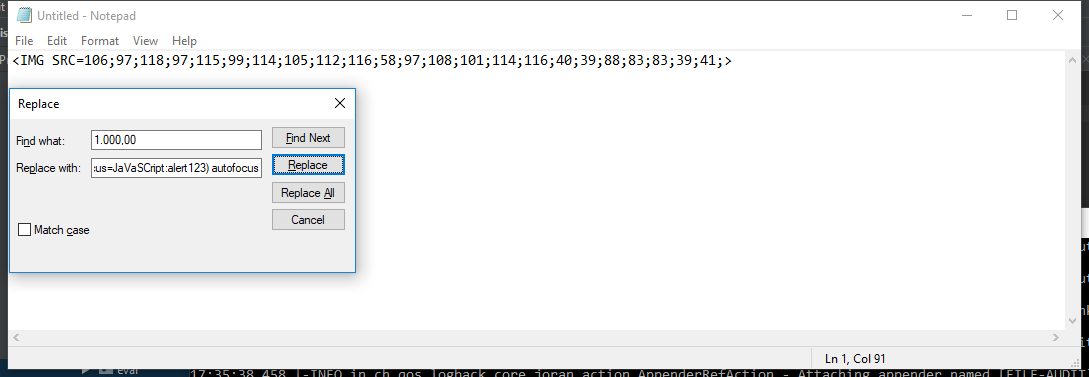 Untitled - Notepad
File Edit Format View Help
<IMG SRC=106;97;118;97;115;99;114;105;112;116;58;97;108;101;114;116;40;39;88;83;83;39;41;>
Replace
Find what: 1.000,00 Find Next
Replace with: :us=JaVaSCript:alert123) autofocus Replace
Replace All
Cancel
Match case
Ln 1, Col 91
eval
17:35:38,458 |-INFO in ch.qos.logback.core.joran.action.AppenderRefAction - Attaching appender named [FILE-AUDIT